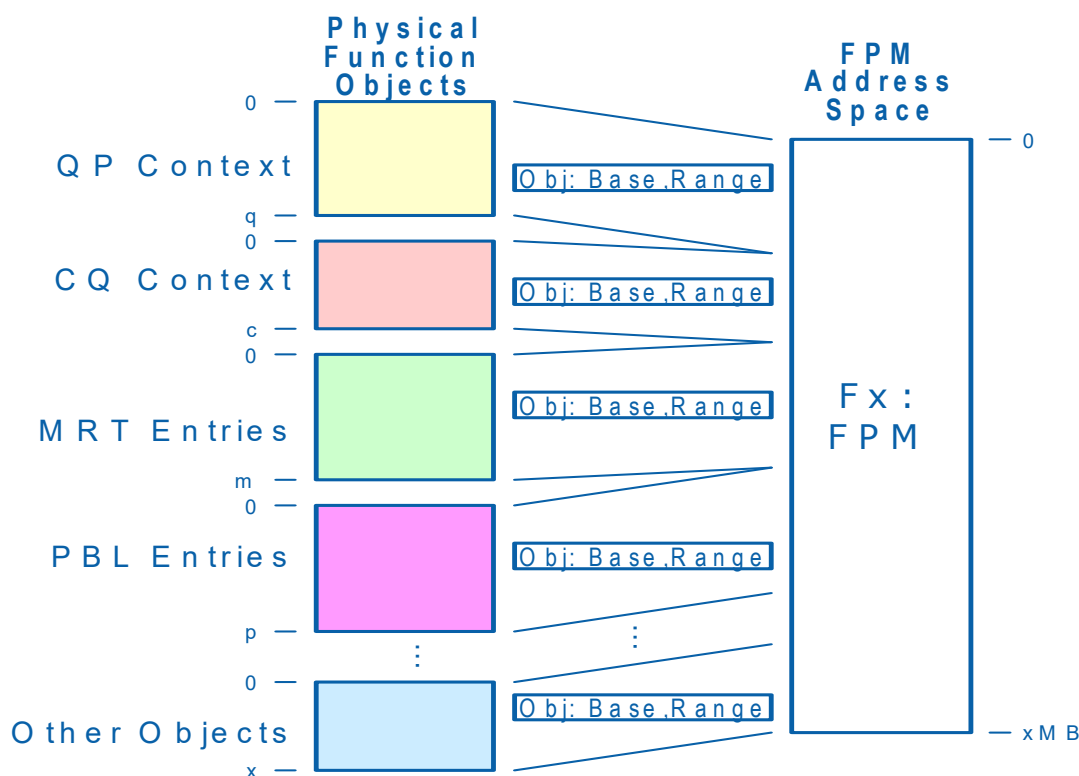 Physical
Function
Objects
FPM
Address
Space
0
0
QP Context
Obj: Base,Range
q
0
CQ Context
Obj: Base,Range
c
0
MRT Entries
Obj: Base,Range
Fx:
FPM
m
0
PBL Entries
Obj: Base,Range
p
⋮
⋮
0
Other Objects
Obj: Base,Range
xMB
x